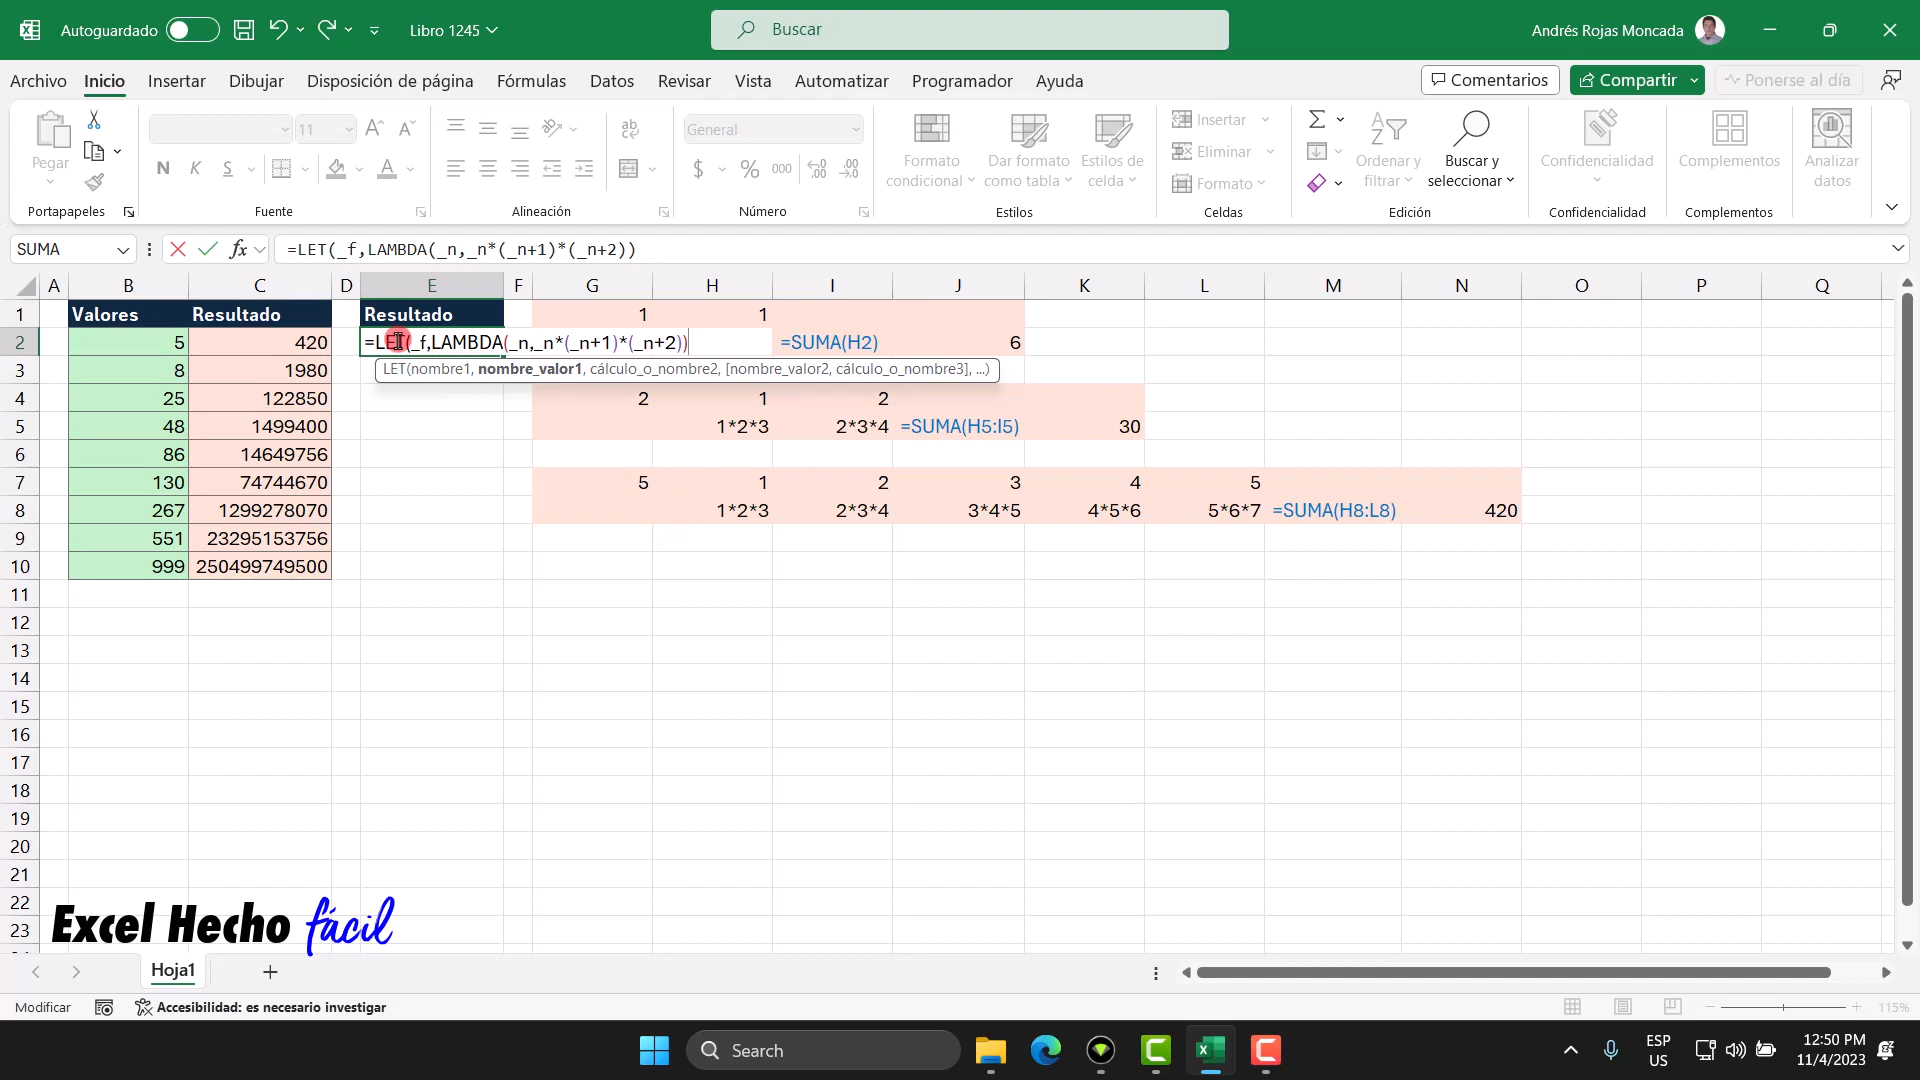 Autoguardado
Libro 1245
Buscar
Andrés Rojas Moncada
Archivo Inicio Insertar Dibujar Disposición de página Fórmulas Datos Revisar Vista Automatizar Programador Ayuda
Comentarios Compartir Ponerse al día
Pegar
11
General
Formato condicional
Dar formato como tabla
Estilos de celda
Insertar
Eliminar
Formato
Ordenar y filtrar
Buscar y seleccionar
Confidencialidad
Complementos
Analizar datos
N K S
$ % 000
Portapapeles Fuente Alineación Número Estilos Celdas Edición Confidencialidad Complementos
SUMA fx =LET(_f,LAMBDA(_n,_n*(_n+1)*(_n+2))
A B C D E F G H I J K L M N O P Q
1 Valores Resultado Resultado 1 1
2 5 420 =LET(_f,LAMBDA(_n,_n*(_n+1)*(_n+2)) =SUMA(H2) 6
LET(nombre1, nombre_valor1, cálculo_o_nombre2, [nombre_valor2, cálculo_o_nombre3], ...)
3 8 1980
4 25 122850 2 1 2
5 48 1499400 1*2*3 2*3*4 =SUMA(H5:I5) 30
6 86 14649756
7 130 74744670 5 1 2 3 4 5
8 267 1299278070 1*2*3 2*3*4 3*4*5 4*5*6 5*6*7 =SUMA(H8:L8) 420
9 551 23295153756
10 999 250499749500
11
12
13
14
15
16
17
18
19
20
21
22
23
Excel Hecho fácil
Hoja1
Modificar Accesibilidad: es necesario investigar 115%
Search
ESP
US
12:50 PM
11/4/2023